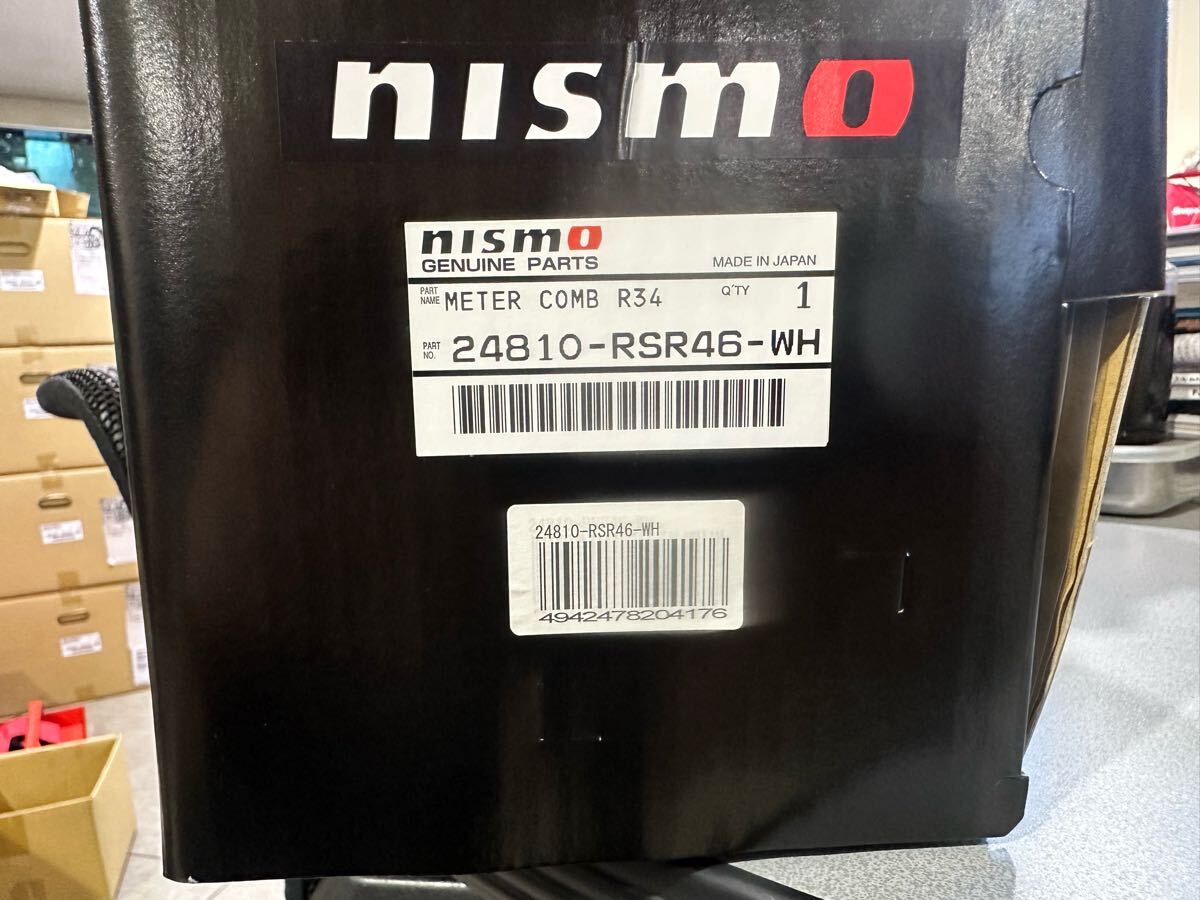 nismo
nismo
GENUINE PARTS
MADE IN JAPAN
PART NAME METER COMB R34 Q'TY 1
PART NO. 24810-RSR46-WH
24810-RSR46-WH
4942478204176